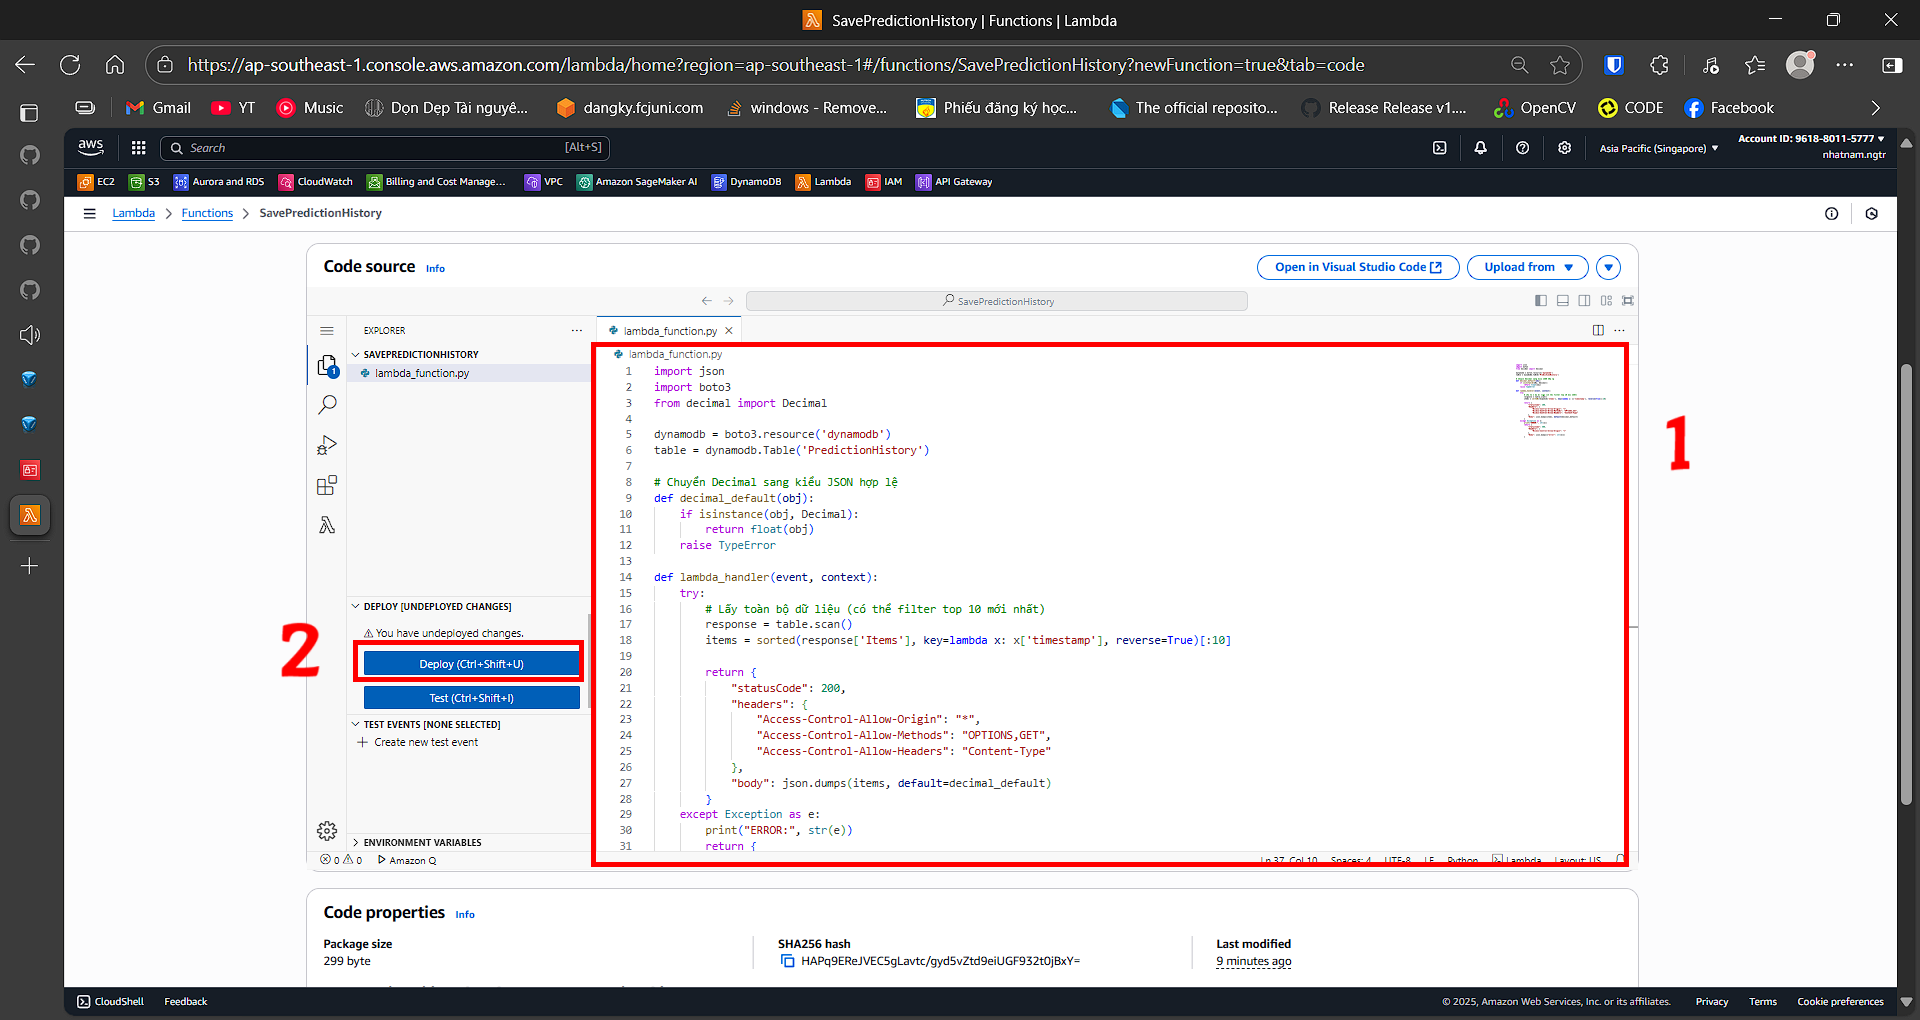 SavePredictionHistory | Functions | Lambda
https://ap-southeast-1.console.aws.amazon.com/lambda/home?region=ap-southeast-1#/functions/SavePredictionHistory?newFunction=true&tab=code
Gmail YT Music Dọn Dẹp Tài nguyê... dangky.fcjuni.com windows - Remove... Phiếu đăng ký học... The official reposito... Release Release v1.... OpenCV CODE Facebook
aws Search [Alt+S] Asia Pacific (Singapore) Account ID: 9618-8011-5777
nhatnam.ngtr
EC2 S3 Aurora and RDS CloudWatch Billing and Cost Manage... VPC Amazon SageMaker AI DynamoDB Lambda IAM API Gateway
Lambda Functions SavePredictionHistory
Code source Info Open in Visual Studio Code Upload from
SavePredictionHistory
EXPLORER
SAVEPREDICTIONHISTORY
lambda_function.py
1
DEPLOY [UNDEPLOYED CHANGES]
You have undeployed changes.
2
Deploy (Ctrl+Shift+U)
Test (Ctrl+Shift+I)
TEST EVENTS [NONE SELECTED]
Create new test event
ENVIRONMENT VARIABLES
0 0 Amazon Q
lambda_function.py
lambda_function.py
1 import json
2 import boto3
3 from decimal import Decimal
4
5 dynamodb = boto3.resource('dynamodb')
6 table = dynamodb.Table('PredictionHistory')
7
8 # Chuyển Decimal sang kiểu JSON hợp lệ
9 def decimal_default(obj):
10 if isinstance(obj, Decimal):
11 return float(obj)
12 raise TypeError
13
14 def lambda_handler(event, context):
15 try:
16 # Lấy toàn bộ dữ liệu (có thể filter top 10 mới nhất)
17 response = table.scan()
18 items = sorted(response['Items'], key=lambda x: x['timestamp'], reverse=True)[:10]
19
20 return {
21 "statusCode": 200,
22 "headers": {
23 "Access-Control-Allow-Origin": "*",
24 "Access-Control-Allow-Methods": "OPTIONS,GET",
25 "Access-Control-Allow-Headers": "Content-Type"
26 },
27 "body": json.dumps(items, default=decimal_default)
28 }
29 except Exception as e:
30 print("ERROR:", str(e))
31 return {
Ln 37, Col 10 Spaces: 4 UTF-8 LF Python Lambda Layout: US
1
Code properties Info
Package size
299 byte
SHA256 hash
HAPq9EReJVEC5gLavtc/gyd5vZtd9eiUGF932t0jBxY=
Last modified
9 minutes ago
CloudShell Feedback © 2025, Amazon Web Services, Inc. or its affiliates. Privacy Terms Cookie preferences